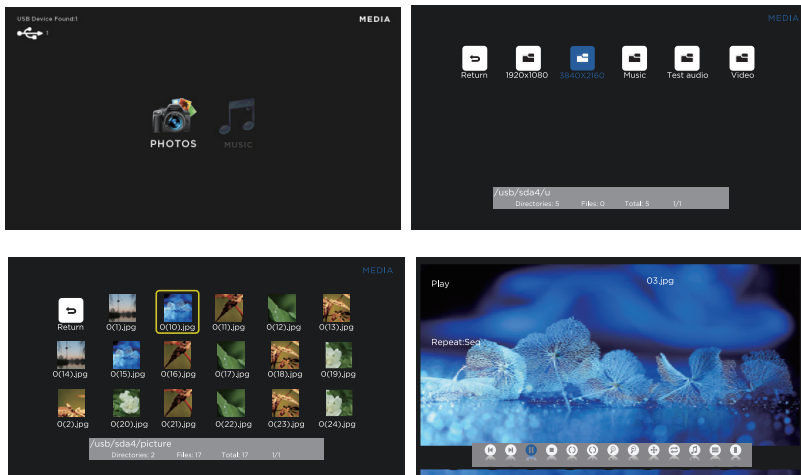 USB Device Found:1
MEDIA
1
PHOTOS
MUSIC
MEDIA
Return 1920x1080 3840X2160 Music Test audio Video
/usb/sda4/u
Directories: 5 Files: 0 Total: 5 1/1
MEDIA
Return 0(1).jpg 0(10).jpg 0(11).jpg 0(12).jpg 0(13).jpg
0(14).jpg 0(15).jpg 0(16).jpg 0(17).jpg 0(18).jpg 0(19).jpg
0(2).jpg 0(20).jpg 0(21).jpg 0(22).jpg 0(23).jpg 0(24).jpg
/usb/sda4/picture
Directories: 2 Files: 17 Total: 17 1/1
Play
03.jpg
Repeat:Seq